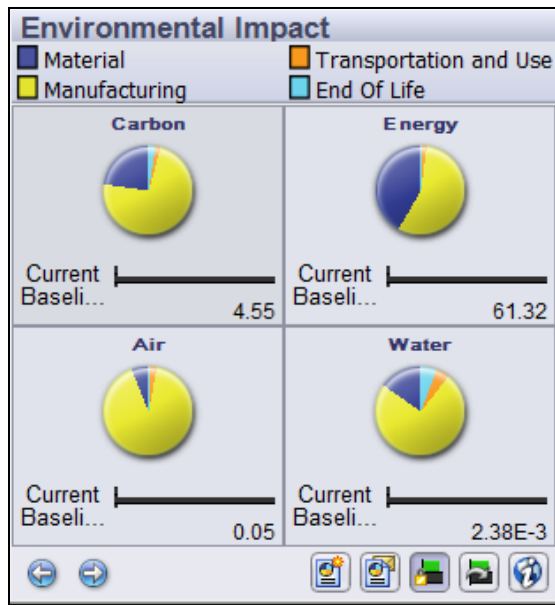 Environmental Impact
Material
Transportation and Use
Manufacturing
End Of Life
Carbon
Current
Baseli...
4.55
Energy
Current
Baseli...
61.32
Air
Current
Baseli...
0.05
Water
Current
Baseli...
2.38E-3